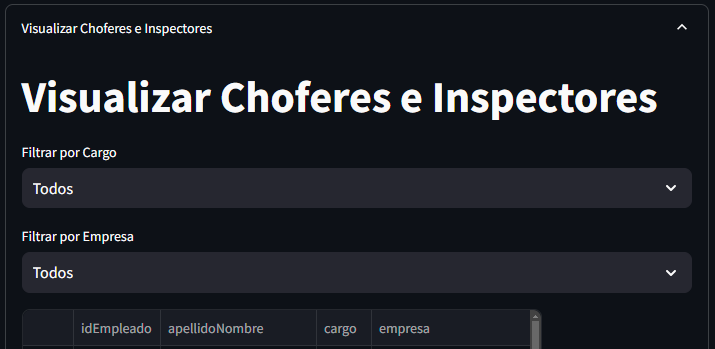 Visualizar Choferes e Inspectores
Visualizar Choferes e Inspectores
Filtrar por Cargo
Todos
Filtrar por Empresa
Todos
idEmpleado apellidoNombre cargo empresa